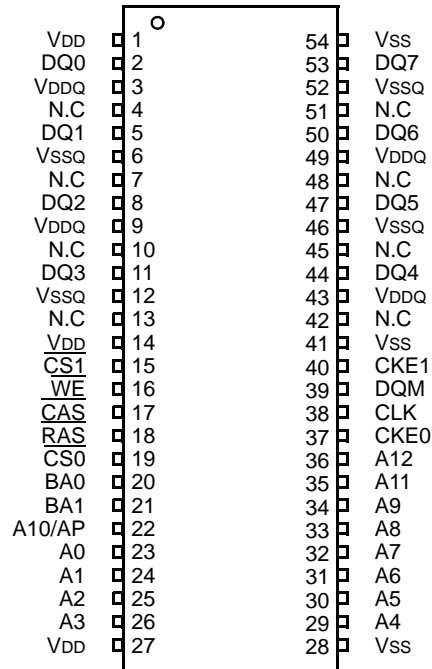 VDD 1 54 VSS
DQ0 2 53 DQ7
VDDQ 3 52 VSSQ
N.C 4 51 N.C
DQ1 5 50 DQ6
VSSQ 6 49 VDDQ
N.C 7 48 N.C
DQ2 8 47 DQ5
VDDQ 9 46 VSSQ
N.C 10 45 N.C
DQ3 11 44 DQ4
VSSQ 12 43 VDDQ
N.C 13 42 N.C
VDD 14 41 VSS
CS1 15 40 CKE1
WE 16 39 DQM
CAS 17 38 CLK
RAS 18 37 CKE0
CS0 19 36 A12
BA0 20 35 A11
BA1 21 34 A9
A10/AP 22 33 A8
A0 23 32 A7
A1 24 31 A6
A2 25 30 A5
A3 26 29 A4
VDD 27 28 VSS